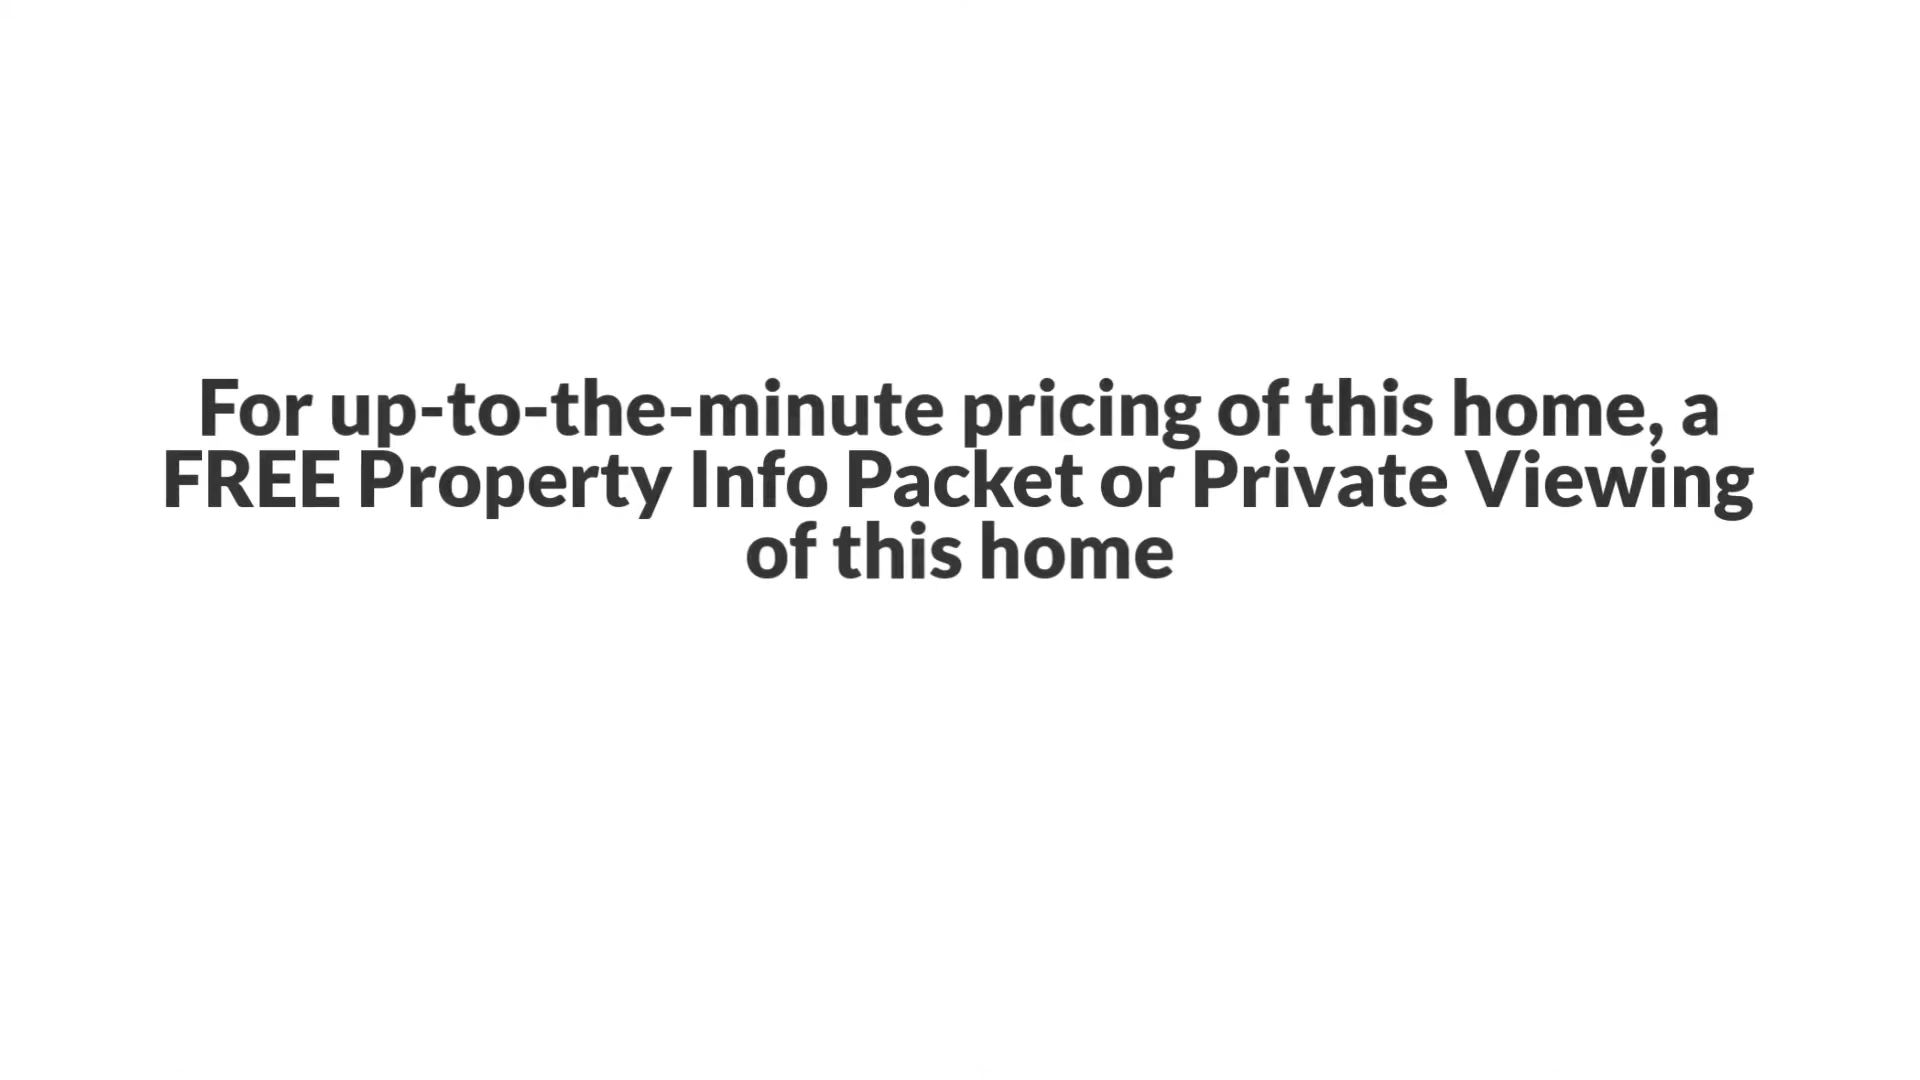 For up-to-the-minute pricing of this home, a
FREE Property Info Packet or Private Viewing
of this home